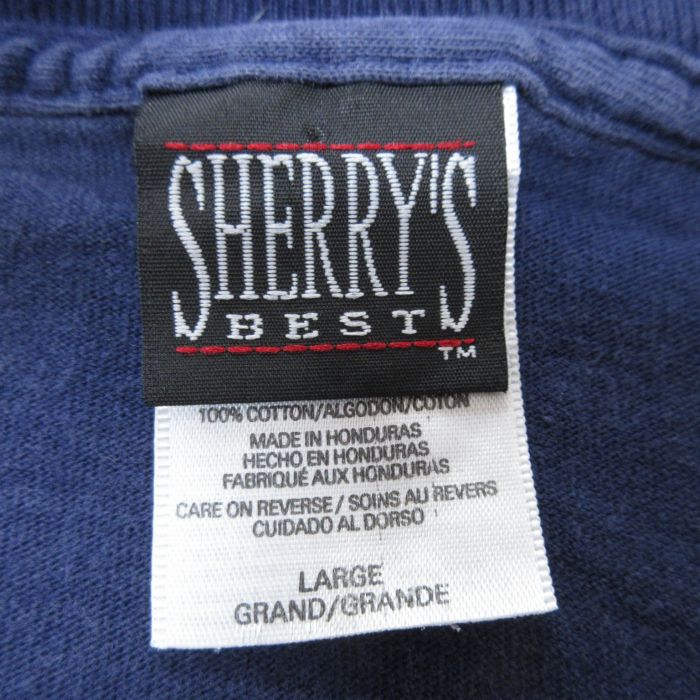 SHERRY'S
BEST
TM
100% COTTON/ALGODON/COTON
MADE IN HONDURAS
HECHO EN HONDURAS
FABRIQUÉ AUX HONDURAS
CARE ON REVERSE / SOINS AU REVERS
CUIDADO AL DORSO
LARGE
GRAND/GRANDE